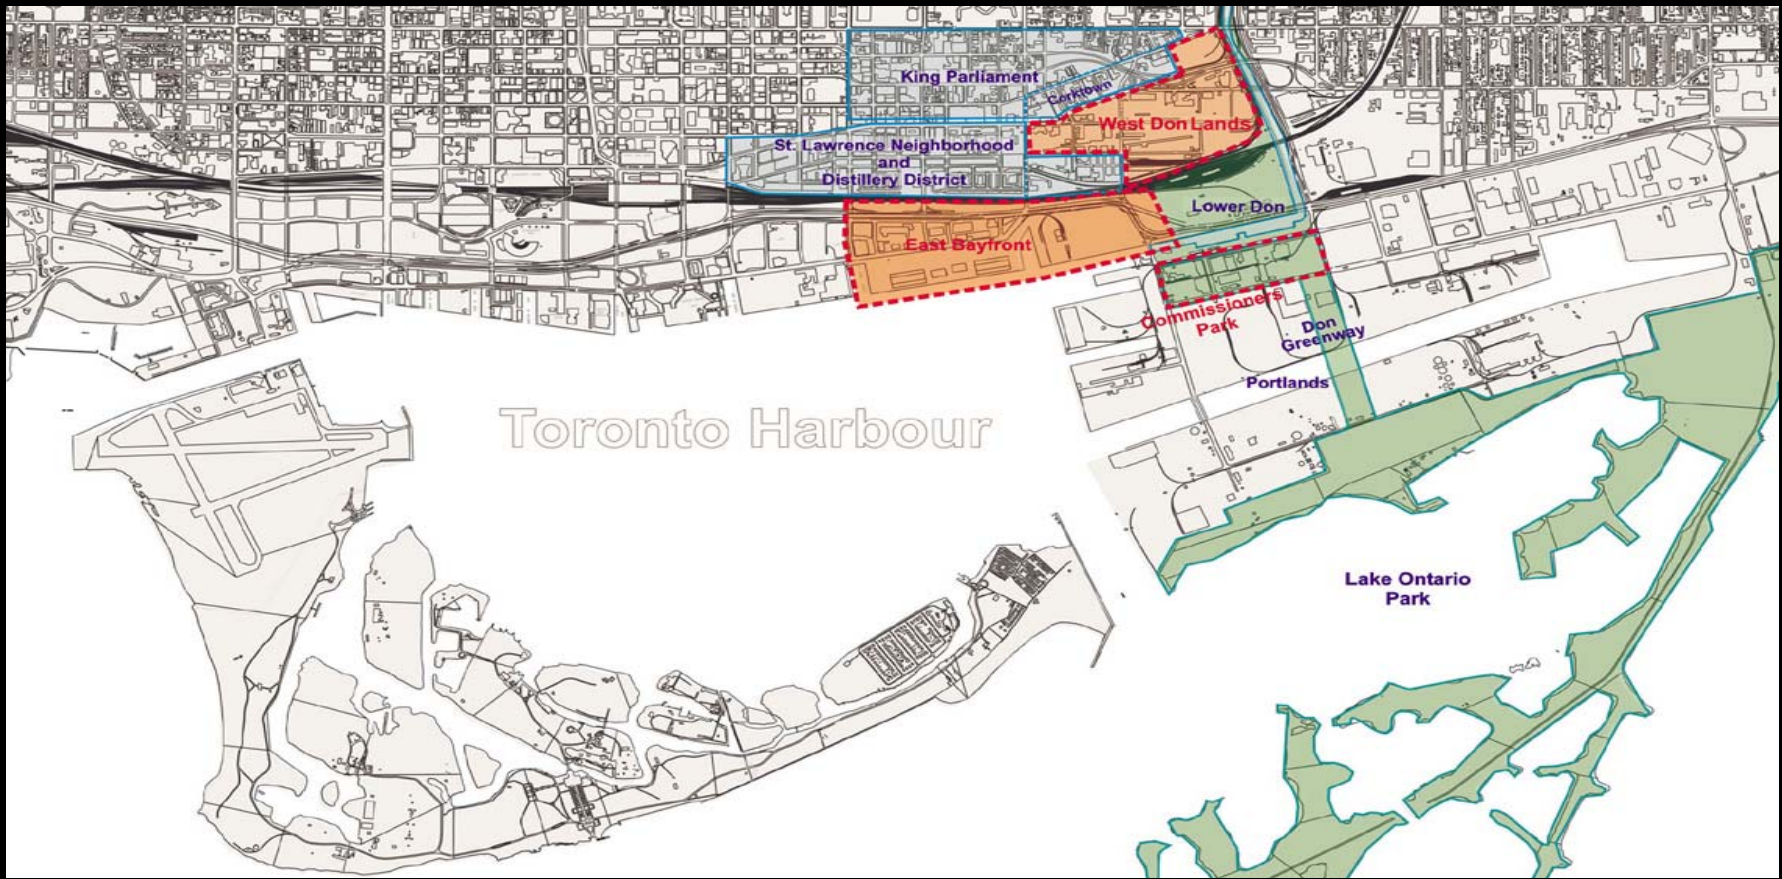 King Parliament
Corktown
West Don Lands
St. Lawrence Neighborhood
and
Distillery District
Lower Don
East Bayfront
Commissioners
Park
Don
Greenway
Portlands
Toronto Harbour
Lake Ontario
Park